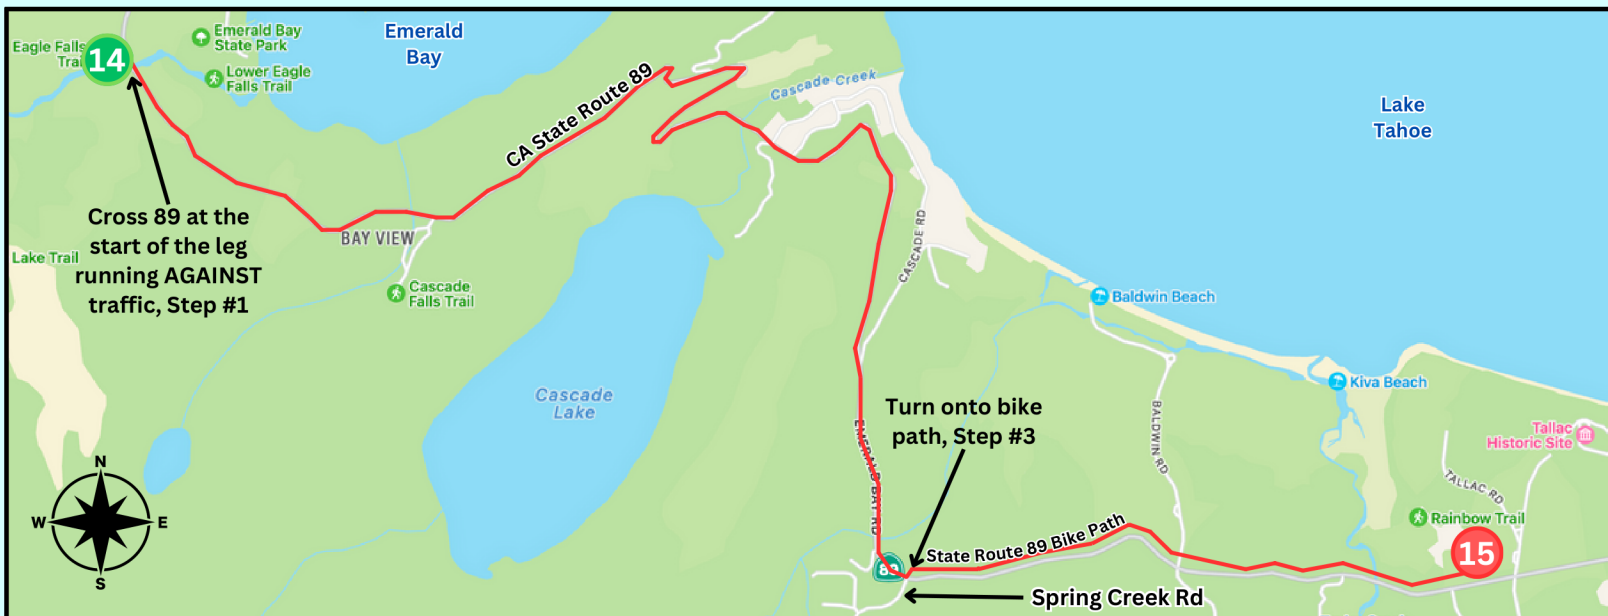 Eagle Falls
Trail
14
Emerald Bay
State Park
Lower Eagle
Falls Trail
Emerald
Bay
CA State Route 89
Cascade Creek
Lake
Tahoe
Cross 89 at the
start of the leg
running AGAINST
traffic, Step #1
Lake Trail
BAY VIEW
Cascade
Falls Trail
CASCADE RD
Baldwin Beach
Kiva Beach
Cascade
Lake
Turn onto bike
path, Step #3
EMERALD BAY RD
BALDWIN RD
Tallac
Historic Site
TALLAC RD
Rainbow Trail
N
W
E
S
State Route 89 Bike Path
89
15
Spring Creek Rd